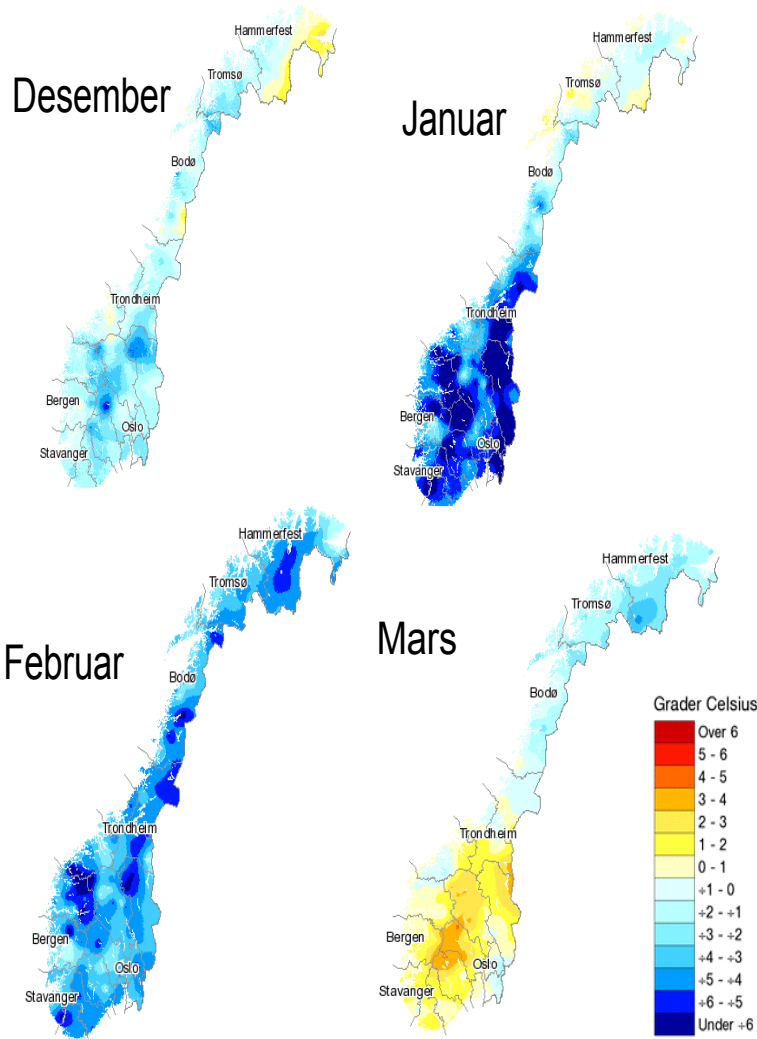 Desember
Hammerfest
Tromsø
Bodø
Trondheim
Bergen
Oslo
Stavanger
Januar
Hammerfest
Tromsø
Bodø
Trondheim
Bergen
Oslo
Stavanger
Februar
Hammerfest
Tromsø
Bodø
Trondheim
Bergen
Oslo
Stavanger
Mars
Hammerfest
Tromsø
Bodø
Trondheim
Bergen
Oslo
Stavanger
Grader Celsius
Over 6
5 - 6
4 - 5
3 - 4
2 - 3
1 - 2
0 - 1
÷1 - 0
÷2 - ÷1
÷3 - ÷2
÷4 - ÷3
÷5 - ÷4
÷6 - ÷5
Under ÷6